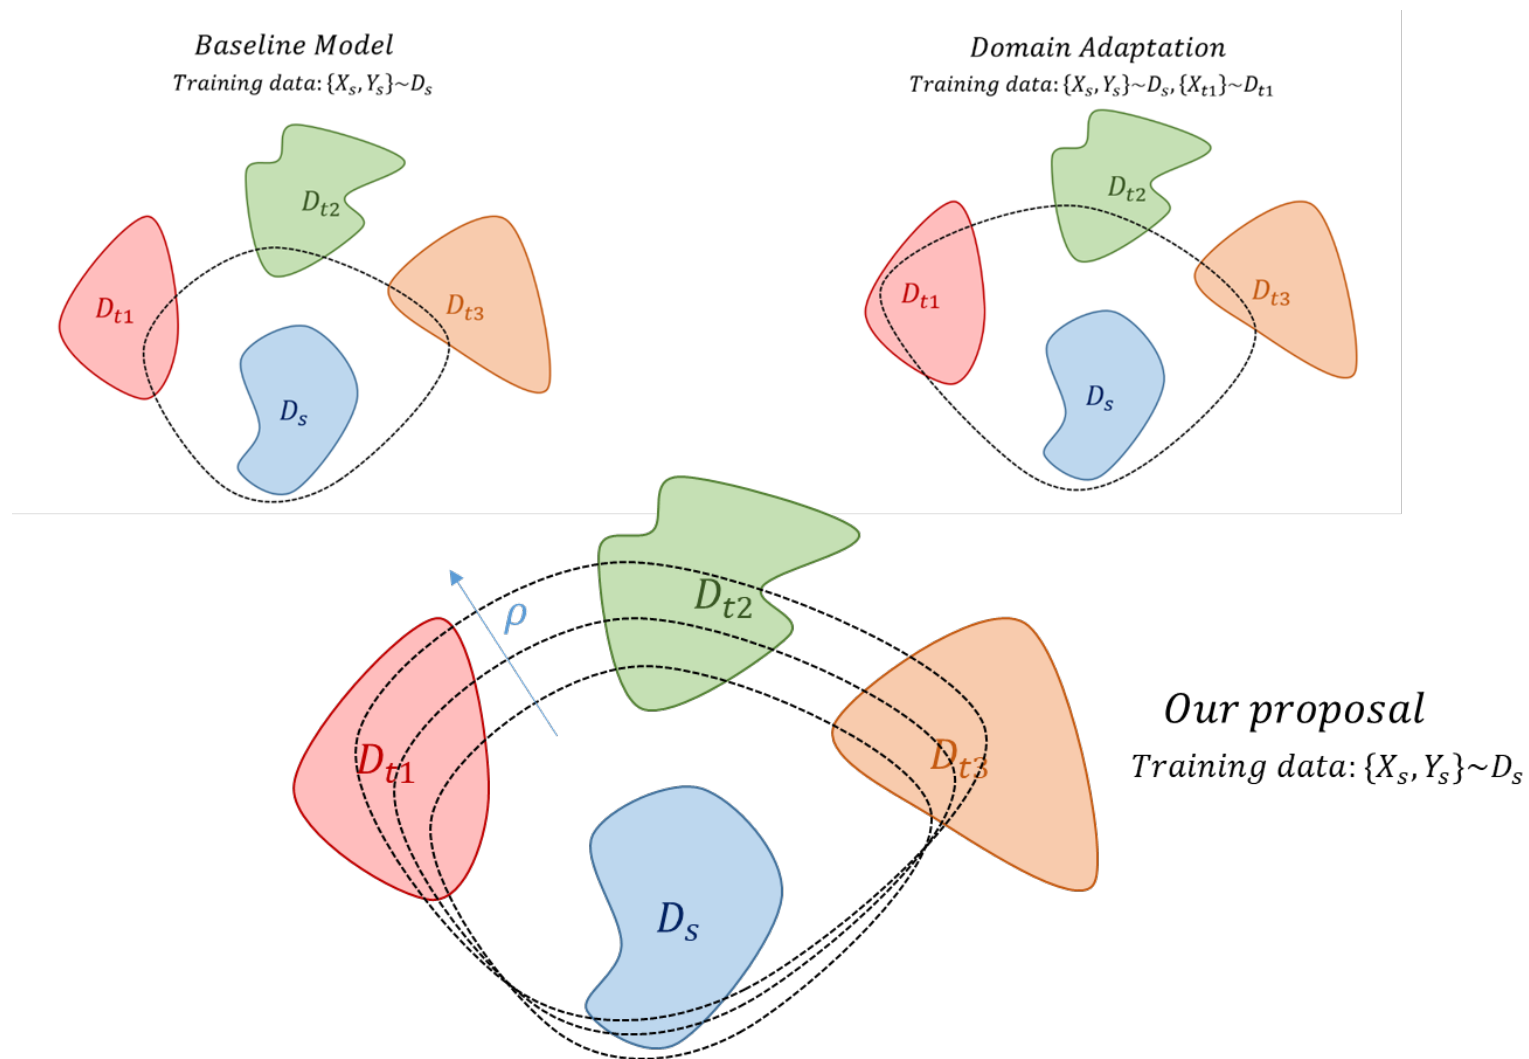 Baseline Model
Training data: {X_s, Y_s}~D_s
D_t2
D_t1
D_t3
D_s
Domain Adaptation
Training data: {X_s, Y_s}~D_s, {X_t1}~D_t1
D_t2
D_t1
D_t3
D_s
ρ
D_t2
D_t1
D_t3
D_s
Our proposal
Training data: {X_s, Y_s}~D_s